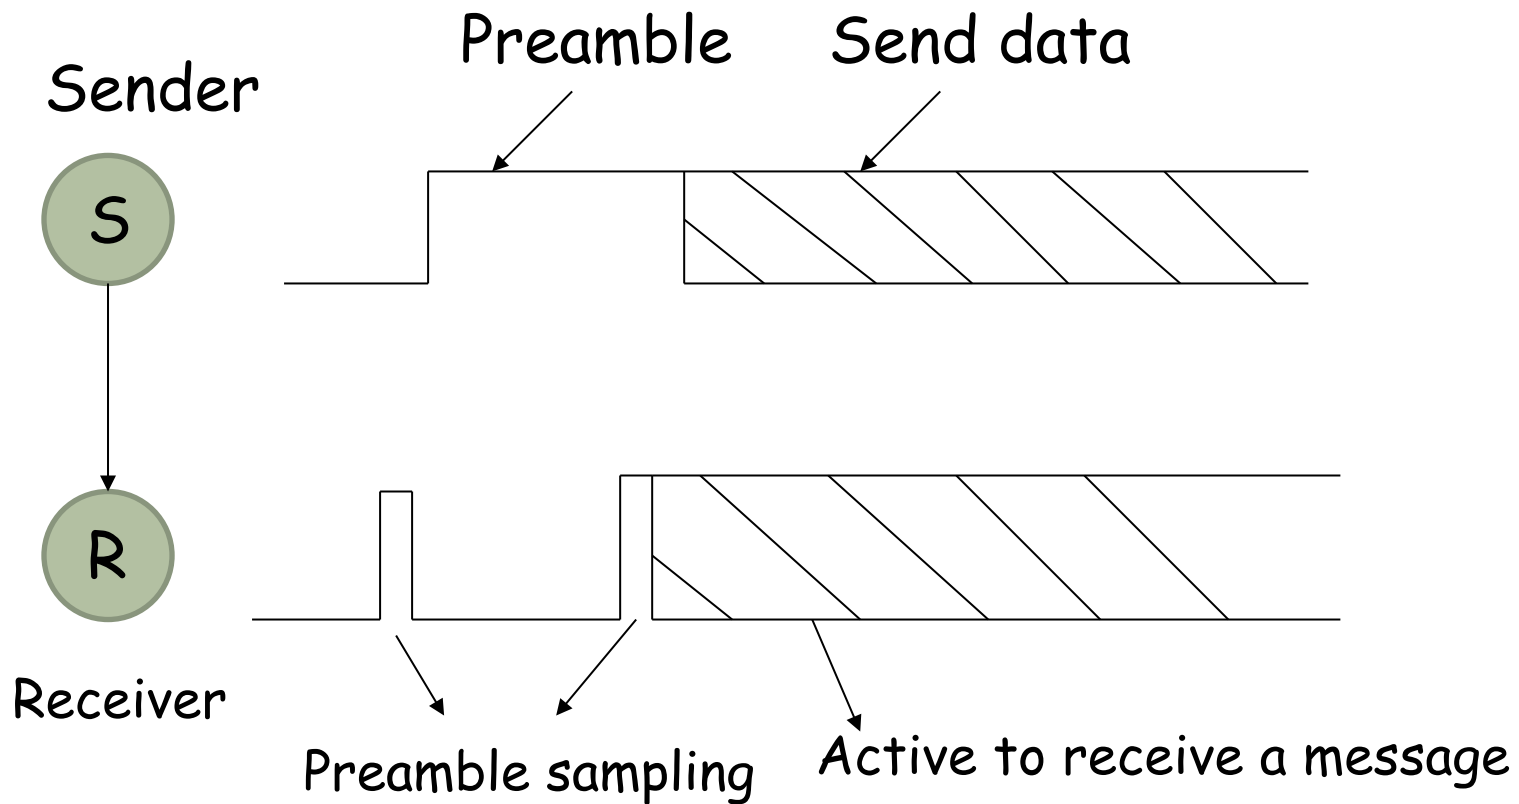 Preamble
Send data
Sender
S
R
Receiver
Preamble sampling
Active to receive a message